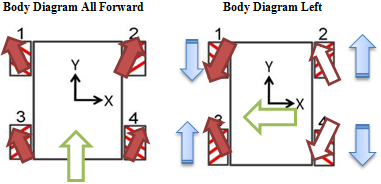 Body Diagram All Forward
1 2
Y
X
3 4
Body Diagram Left
1 2
Y
X
3 4